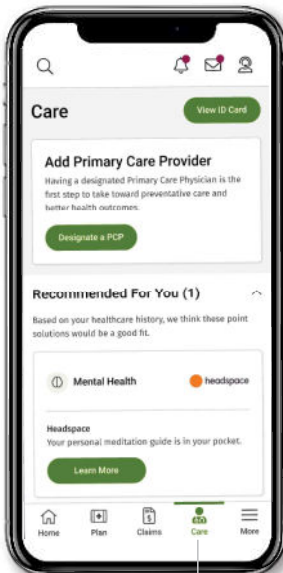 Care
View ID Card
Add Primary Care Provider
Having a designated Primary Care Physician is the
first step to take toward preventative care and
better health outcomes.
Designate a PCP
Recommended For You (1)
Based on your healthcare history, we think these point
solutions would be a good fit.
Mental Health
headspace
Headspace
Your personal meditation guide is in your pocket.
Learn More
Home
Plan
Claims
Care
More